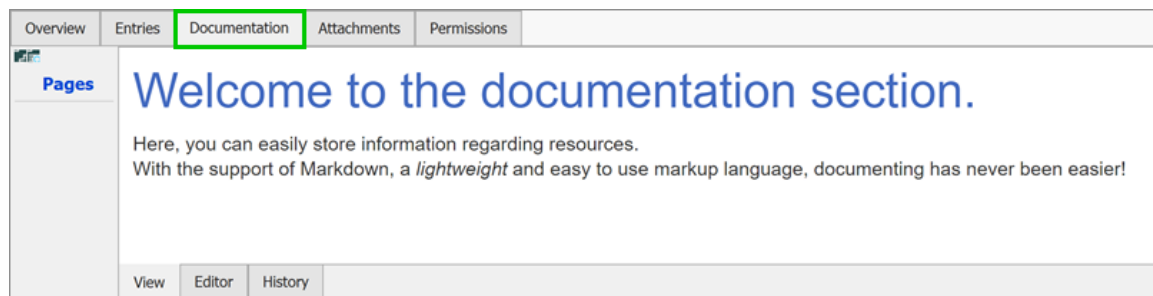 Overview Entries Documentation Attachments Permissions
Pages
Welcome to the documentation section.
Here, you can easily store information regarding resources.
With the support of Markdown, a lightweight and easy to use markup language, documenting has never been easier!
View Editor History